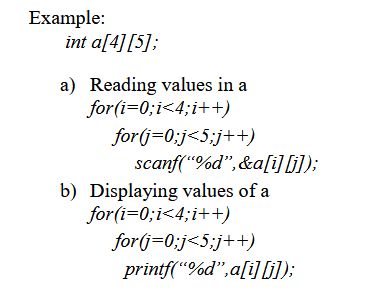 Example:
int a[4][5];
a) Reading values in a
for(i=0;i<4;i++)
for(j=0;j<5;j++)
scanf(“%d”,&a[i][j]);
b) Displaying values of a
for(i=0;i<4;i++)
for(j=0;j<5;j++)
printf(“%d”,a[i][j]);